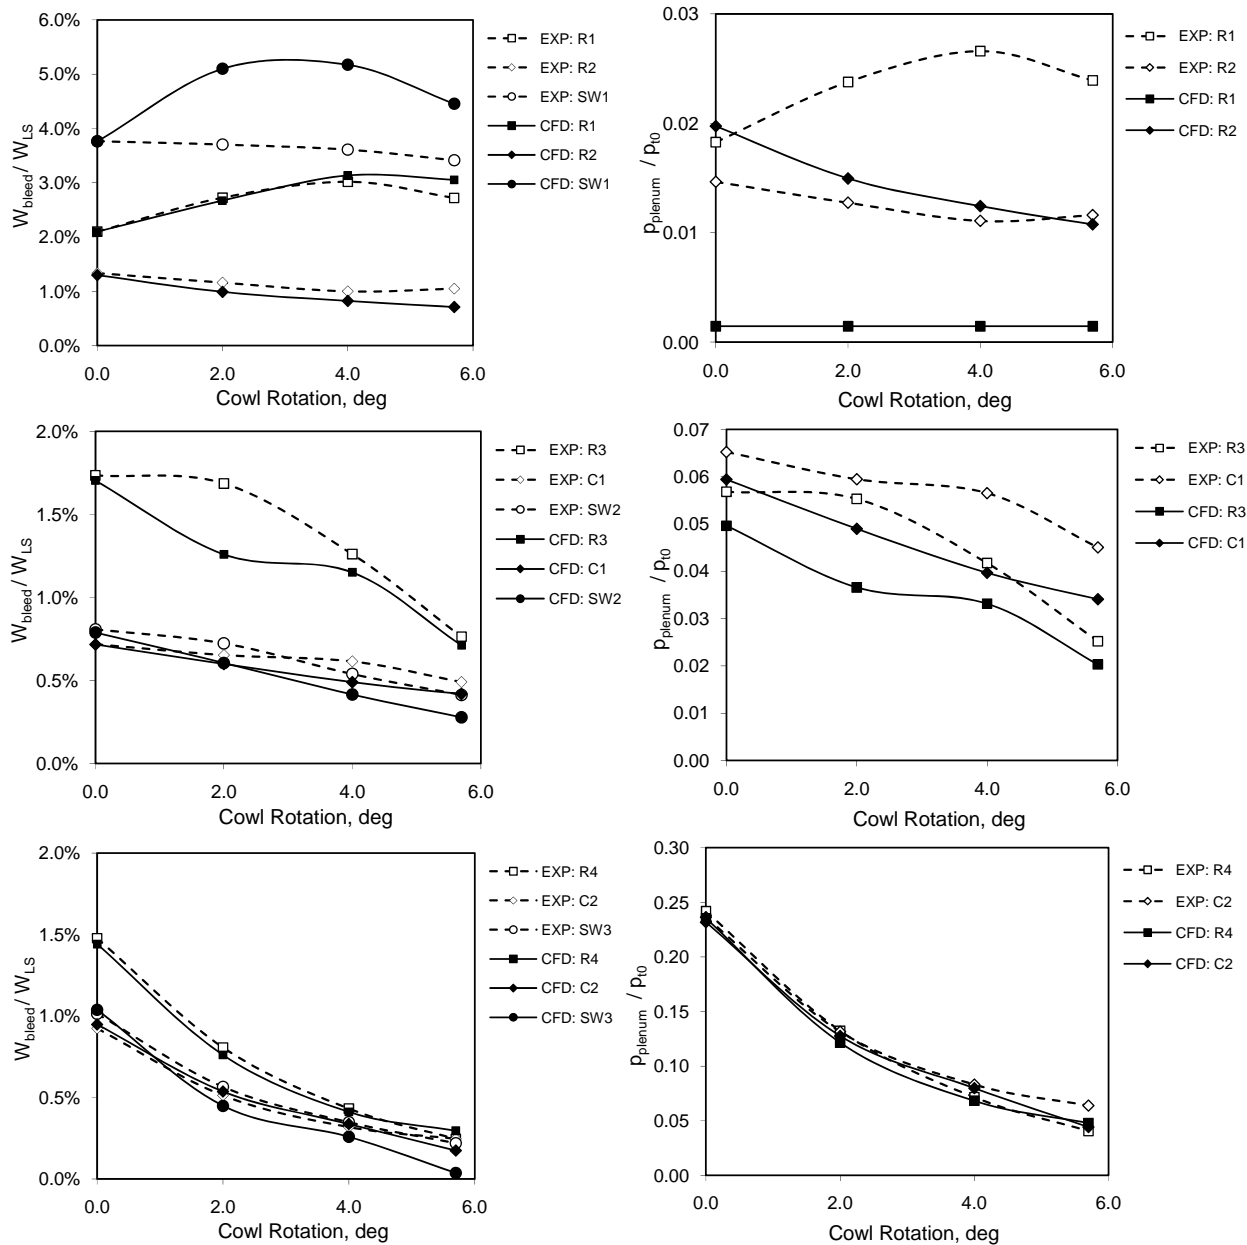 6.0%
5.0%
4.0%
3.0%
2.0%
1.0%
0.0%
W_bleed / W_LS
0.0 2.0 4.0 6.0
Cowl Rotation, deg
EXP: R1
EXP: R2
EXP: SW1
CFD: R1
CFD: R2
CFD: SW1
0.03
0.02
0.01
0.00
p_plenum / p_t0
0.0 2.0 4.0 6.0
Cowl Rotation, deg
EXP: R1
EXP: R2
CFD: R1
CFD: R2
2.0%
1.5%
1.0%
0.5%
0.0%
W_bleed / W_LS
0.0 2.0 4.0 6.0
Cowl Rotation, deg
EXP: R3
EXP: C1
EXP: SW2
CFD: R3
CFD: C1
CFD: SW2
0.07
0.06
0.05
0.04
0.03
0.02
0.01
0.00
p_plenum / p_t0
0.0 2.0 4.0 6.0
Cowl Rotation, deg
EXP: R3
EXP: C1
CFD: R3
CFD: C1
2.0%
1.5%
1.0%
0.5%
0.0%
W_bleed / W_LS
0.0 2.0 4.0 6.0
Cowl Rotation, deg
EXP: R4
EXP: C2
EXP: SW3
CFD: R4
CFD: C2
CFD: SW3
0.30
0.25
0.20
0.15
0.10
0.05
0.00
p_plenum / p_t0
0.0 2.0 4.0 6.0
Cowl Rotation, deg
EXP: R4
EXP: C2
CFD: R4
CFD: C2